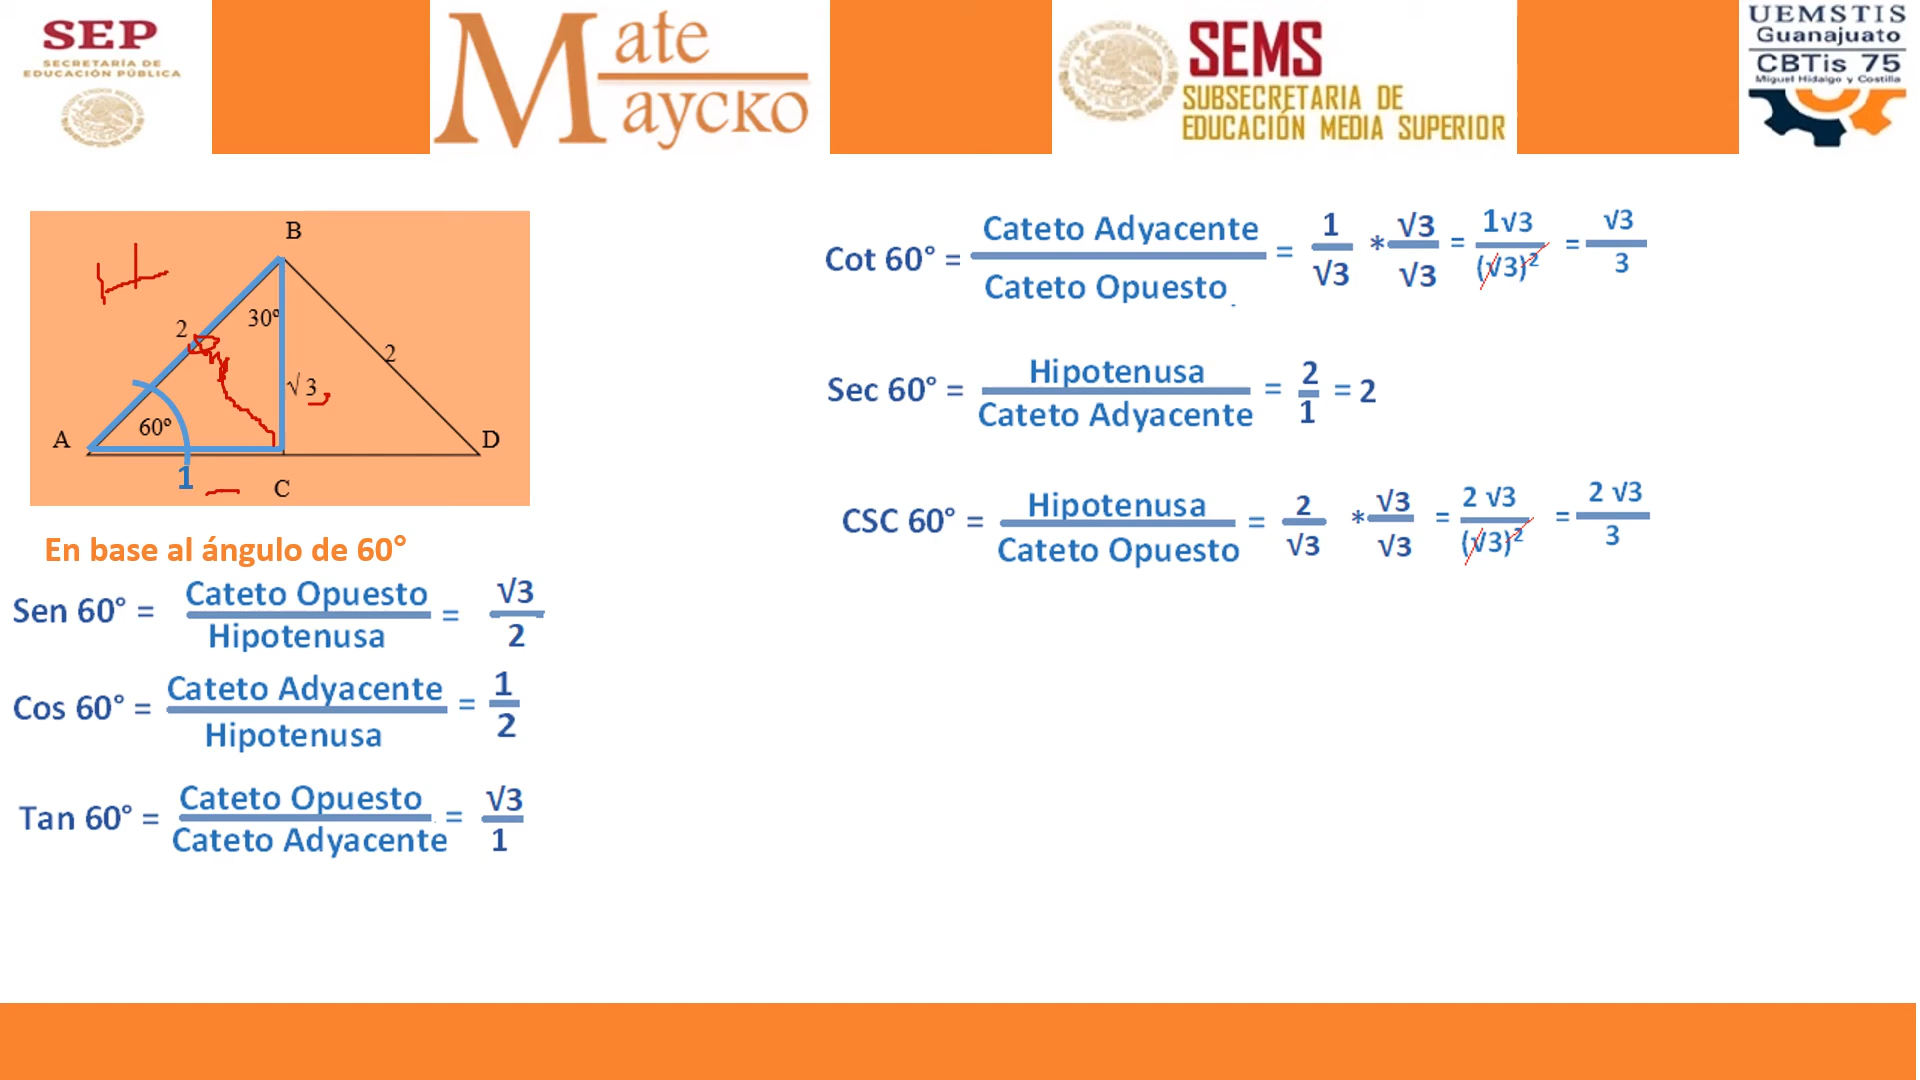 SEP
SECRETARÍA DE
EDUCACIÓN PÚBLICA
Mate
Maycko
SEMS
SUBSECRETARIA DE
EDUCACIÓN MEDIA SUPERIOR
UEMSTIS
Guanajuato
CBTis 75
Miguel Hidalgo y Costilla
B
H
30º
2
2
√3
60º
A
D
1
C
En base al ángulo de 60°
Sen 60° = Cateto Opuesto / Hipotenusa = √3 / 2
Cos 60° = Cateto Adyacente / Hipotenusa = 1 / 2
Tan 60° = Cateto Opuesto / Cateto Adyacente = √3 / 1
Cot 60° = Cateto Adyacente / Cateto Opuesto = 1 / √3 * √3 / √3 = 1√3 / (√3)² = √3 / 3
Sec 60° = Hipotenusa / Cateto Adyacente = 2 / 1 = 2
CSC 60° = Hipotenusa / Cateto Opuesto = 2 / √3 * √3 / √3 = 2 √3 / (√3)² = 2 √3 / 3